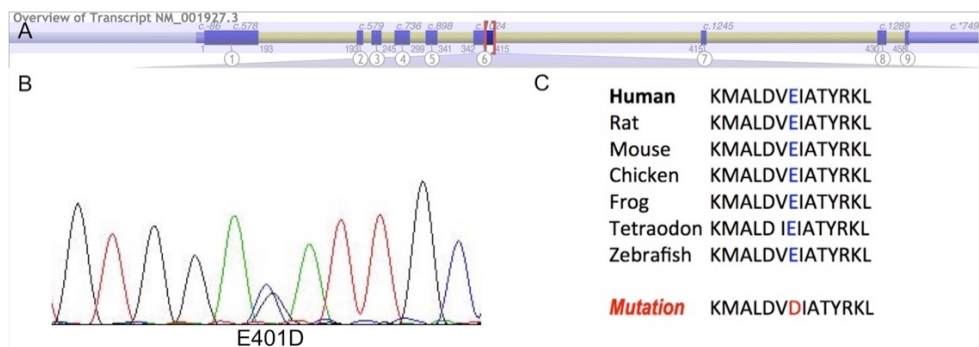 Overview of Transcript NM_001927.3
A
c.-86 c.578 c.579 c.736 c.898 c.1245 c.1289 c.*749
1 193 193 245 299 341 342 415 415 430 458
1 2 3 4 5 6 7 8 9
B
C
Human KMALDVEIATYRKL
Rat KMALDVEIATYRKL
Mouse KMALDVEIATYRKL
Chicken KMALDVEIATYRKL
Frog KMALDVEIATYRKL
Tetraodon KMALD IEIATYRKL
Zebrafish KMALDVEIATYRKL
Mutation KMALDVDIATYRKL
E401D